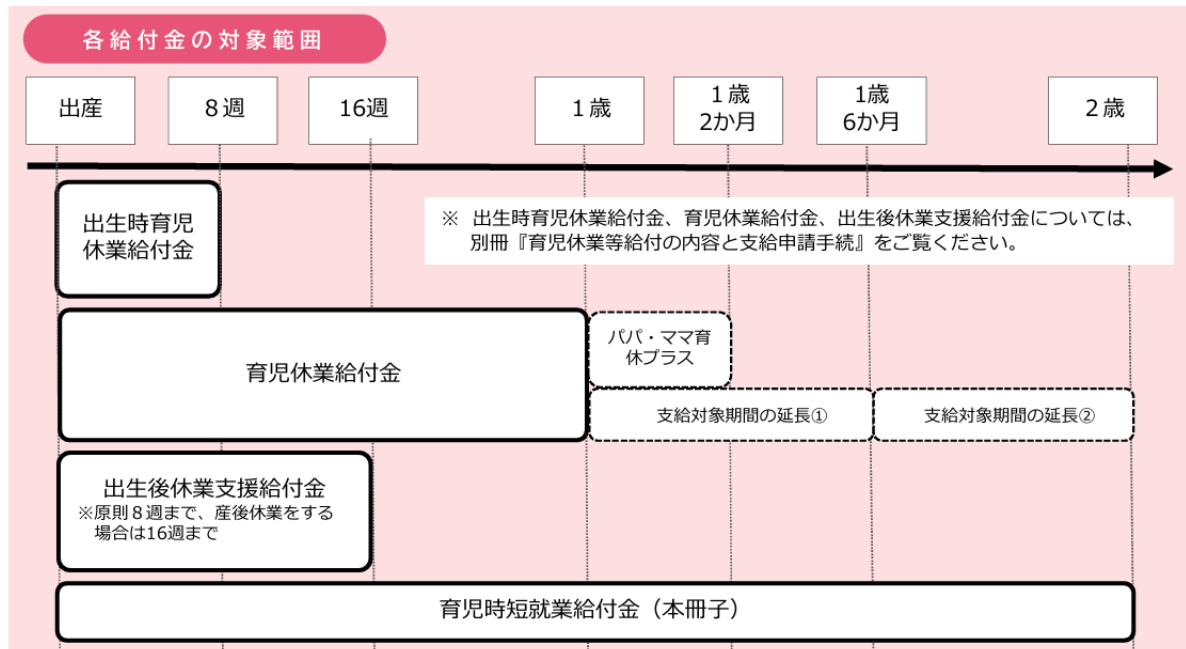 各給付金の対象範囲
出産
８週
16週
１歳
１歳
2か月
1歳
6か月
２歳
出生時育児
休業給付金
※ 出生時育児休業給付金、育児休業給付金、出生後休業支援給付金については、
別冊『育児休業等給付の内容と支給申請手続』をご覧ください。
育児休業給付金
パパ・ママ育
休プラス
支給対象期間の延長①
支給対象期間の延長②
出生後休業支援給付金
※原則８週まで、産後休業をする
場合は16週まで
育児時短就業給付金（本冊子）